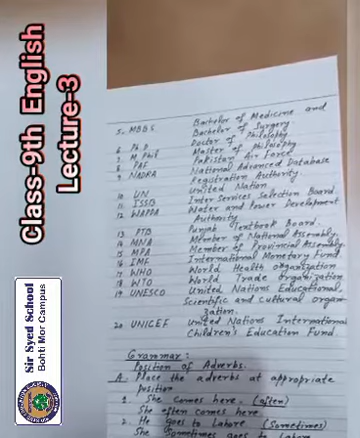 Class-9th English
Lecture-3
Sir Syed School
Bohti Mor Campus
5. MBBS Bachelor of Medicine and
Bachelor of Surgery
6. Ph.D Doctor of Philosophy
7. M.Phil Master of Philosophy
8 PAF Pakistan Air Force
9. NADRA National Advanced Database
Registration Authority
10 UN United Nation
11 ISSB Inter Services Selection Board.
12 WAPDA Water and Power Development
Authority
13 PTB Punjab Textbook Board.
14 MNA Member of National Assembly.
15 MPA Member of Provincial Assembly.
16 IMF International Monetary Fund.
17 WHO World Health Organization
18 WTO World Trade Organization.
19 UNESCO United Nations Educational,
Scientific and cultural organ-
ization.
20 UNICEF United Nations International
Children's Education Fund.
Grammar:
Position of Adverbs.
A. Place the adverbs at appropriate
position
1. She comes here. (often)
She often comes here.
2. He goes to Lahore (Sometimes)
She Sometimes goes